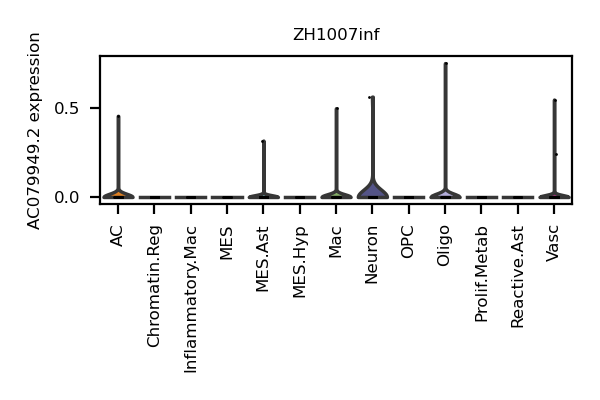 ZH1007inf
AC079949.2 expression
0.5
0.0
AC
Chromatin.Reg
Inflammatory.Mac
MES
MES.Ast
MES.Hyp
Mac
Neuron
OPC
Oligo
Prolif.Metab
Reactive.Ast
Vasc